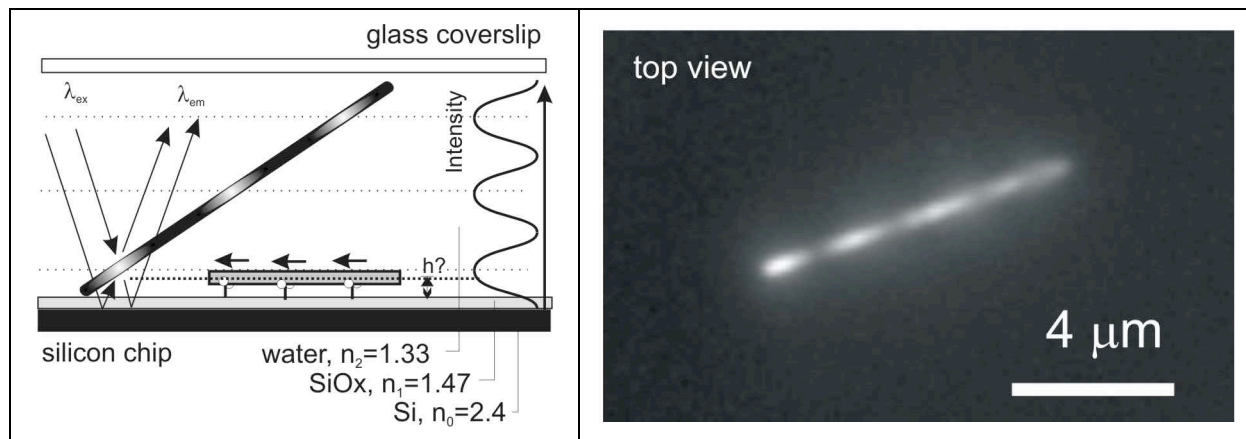 glass coverslip
λex
λem
Intensity
h?
silicon chip
water, n2=1.33
SiOx, n1=1.47
Si, n0=2.4
top view
4 μm